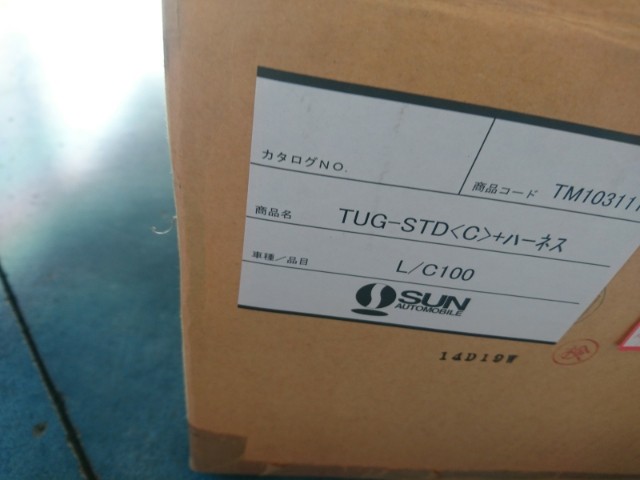 カタログNO.
商品コード TM10311
商品名 TUG-STD<C>+ハーネス
車種／品目 L/C100
SUN
AUTOMOBILE
14D19W